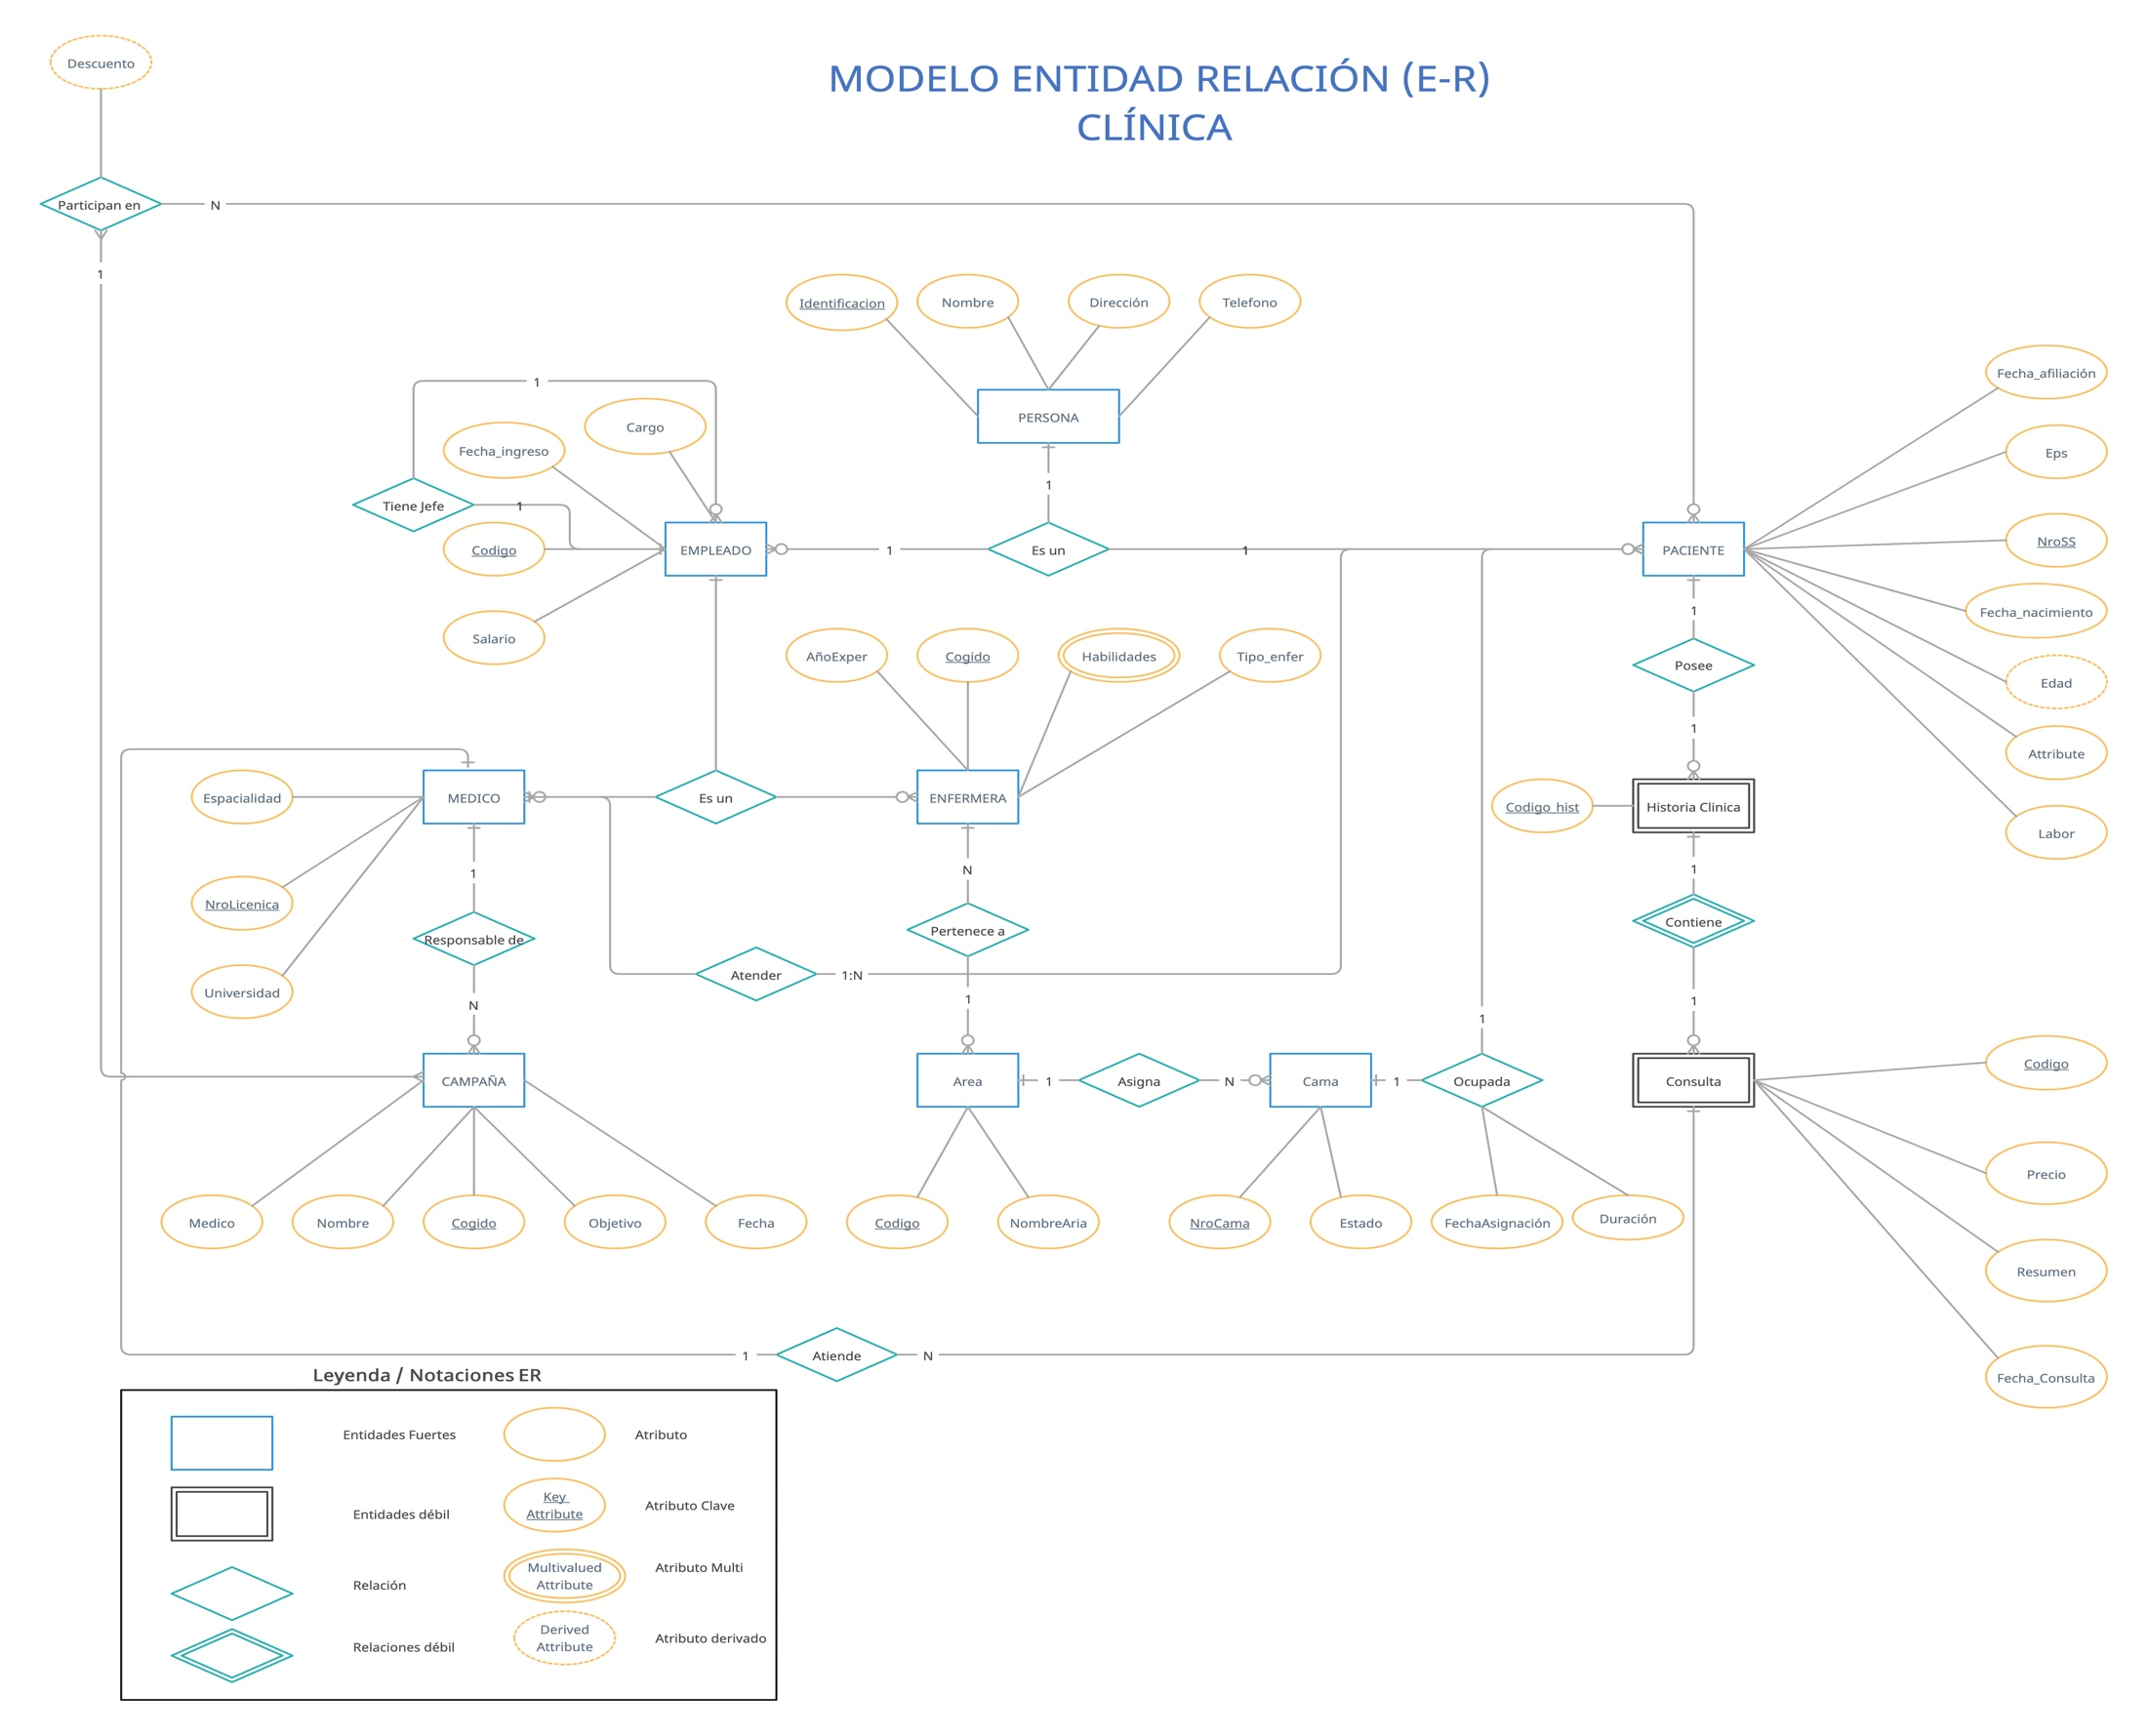 Descuento
MODELO ENTIDAD RELACIÓN (E-R)
CLÍNICA
Participan en
N
1
Identificacion
Nombre
Dirección
Telefono
Fecha_afiliación
1
Cargo
PERSONA
Fecha_ingreso
Eps
1
Tiene Jefe
1
Codigo
EMPLEADO
1
Es un
1
PACIENTE
NroSS
1
Fecha_nacimiento
Salario
AñoExper
Cogido
Habilidades
Tipo_enfer
Posee
Edad
1
Attribute
Espacialidad
MEDICO
Es un
ENFERMERA
Codigo_hist
Historia Clinica
Labor
1
N
1
NroLicenica
Responsable de
Pertenece a
Contiene
Universidad
Atender
1:N
N
1
1
1
CAMPAÑA
Area
1
Asigna
N
Cama
1
Ocupada
Consulta
Codigo
Precio
Medico
Nombre
Cogido
Objetivo
Fecha
Codigo
NombreAria
NroCama
Estado
FechaAsignación
Duración
Resumen
1
Atiende
N
Fecha_Consulta
Leyenda / Notaciones ER
Entidades Fuertes
Atributo
Key
Attribute
Atributo Clave
Entidades débil
Multivalued
Attribute
Atributo Multi
Relación
Derived
Attribute
Atributo derivado
Relaciones débil